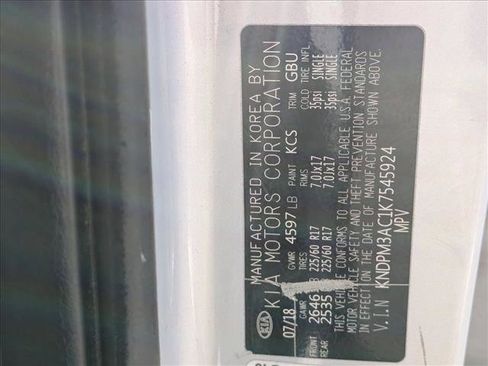 MANUFACTURED IN KOREA BY
KIA KIA MOTORS CORPORATION
07/18 GVWR 4597 LB PAINT KCS TRIM GBU
GAWR TIRES RIMS COLD TIRE INFL
FRONT 2646 225/60 R17 7.0Jx17 35psi SINGLE
REAR 2535 225/60 R17 7.0Jx17 35psi SINGLE
THIS VEHICLE CONFORMS TO ALL APPLICABLE U.S.A. FEDERAL
MOTOR VEHICLE SAFETY AND THEFT PREVENTION STANDARDS
IN EFFECT ON THE DATE OF MANUFACTURE SHOWN ABOVE.
V.I.N KNDPM3AC1K7545924
MPV